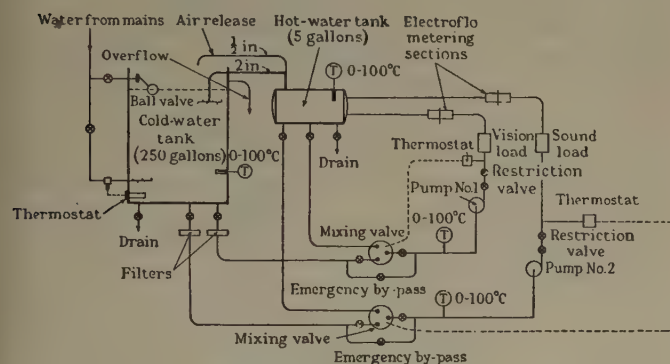 Water from mains
Air release
½ in
2in
Overflow
Hot-water tank
(5 gallons)
T 0-100°C
Electroflo
metering
sections
Ball valve
Cold-water
tank
(250 gallons)
0-100°C
T
Drain
Thermostat
Vision
load
Sound
load
Restriction
valve
Pump No.1
Thermostat
Thermostat
Drain
Filters
Mixing valve
0-100°C
T
Restriction
valve
Pump No.2
Emergency by-pass
T 0-100°C
Mixing valve
Emergency by-pass